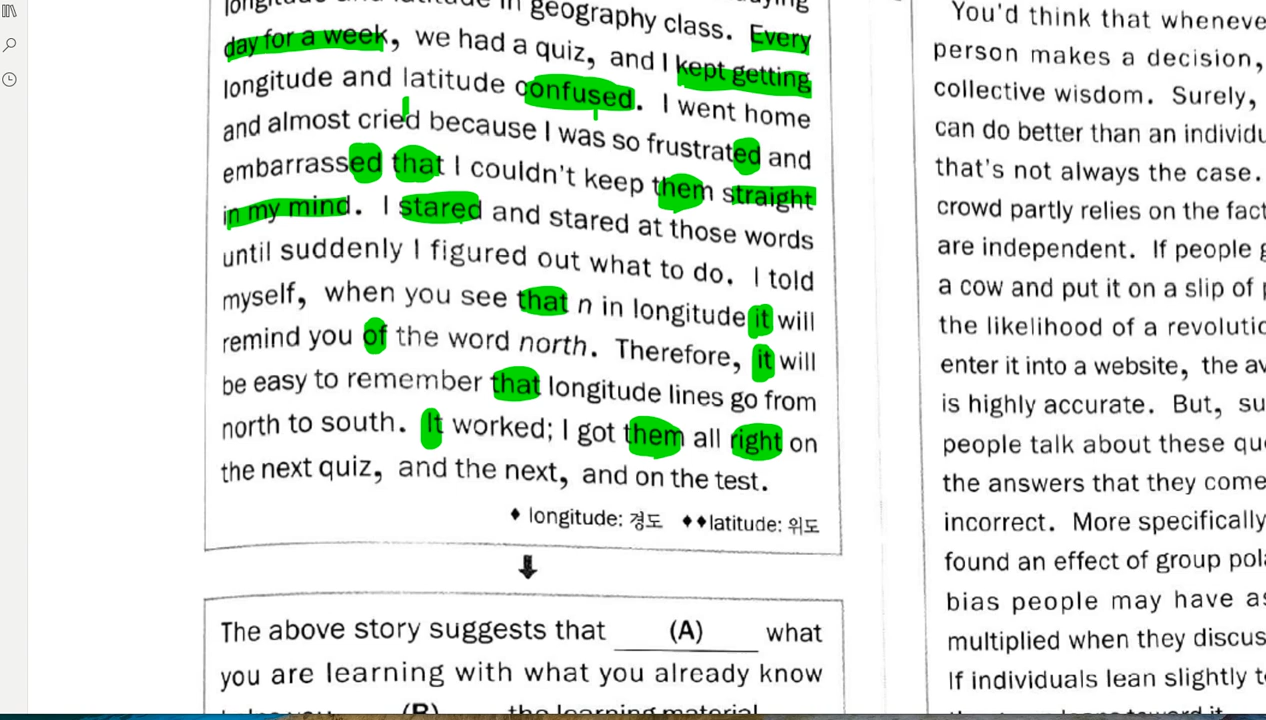 longitude and latitude in geography class. Every
day for a week, we had a quiz, and I kept getting
longitude and latitude confused. I went home
and almost cried because I was so frustrated and
embarrassed that I couldn't keep them straight
in my mind. I stared and stared at those words
until suddenly I figured out what to do. I told
myself, when you see that n in longitude it will
remind you of the word north. Therefore, it will
be easy to remember that longitude lines go from
north to south. It worked; I got them all right on
the next quiz, and the next, and on the test.
♦ longitude: 경도 ♦♦latitude: 위도
The above story suggests that (A) what
you are learning with what you already know
(B) the learning material
You'd think that wheneve
person makes a decision,
collective wisdom. Surely,
can do better than an individu
that's not always the case.
crowd partly relies on the fact
are independent. If people g
a cow and put it on a slip of p
the likelihood of a revolutio
enter it into a website, the av
is highly accurate. But, su
people talk about these que
the answers that they come
incorrect. More specifically
found an effect of group pola
bias people may have as
multiplied when they discus
If individuals lean slightly t